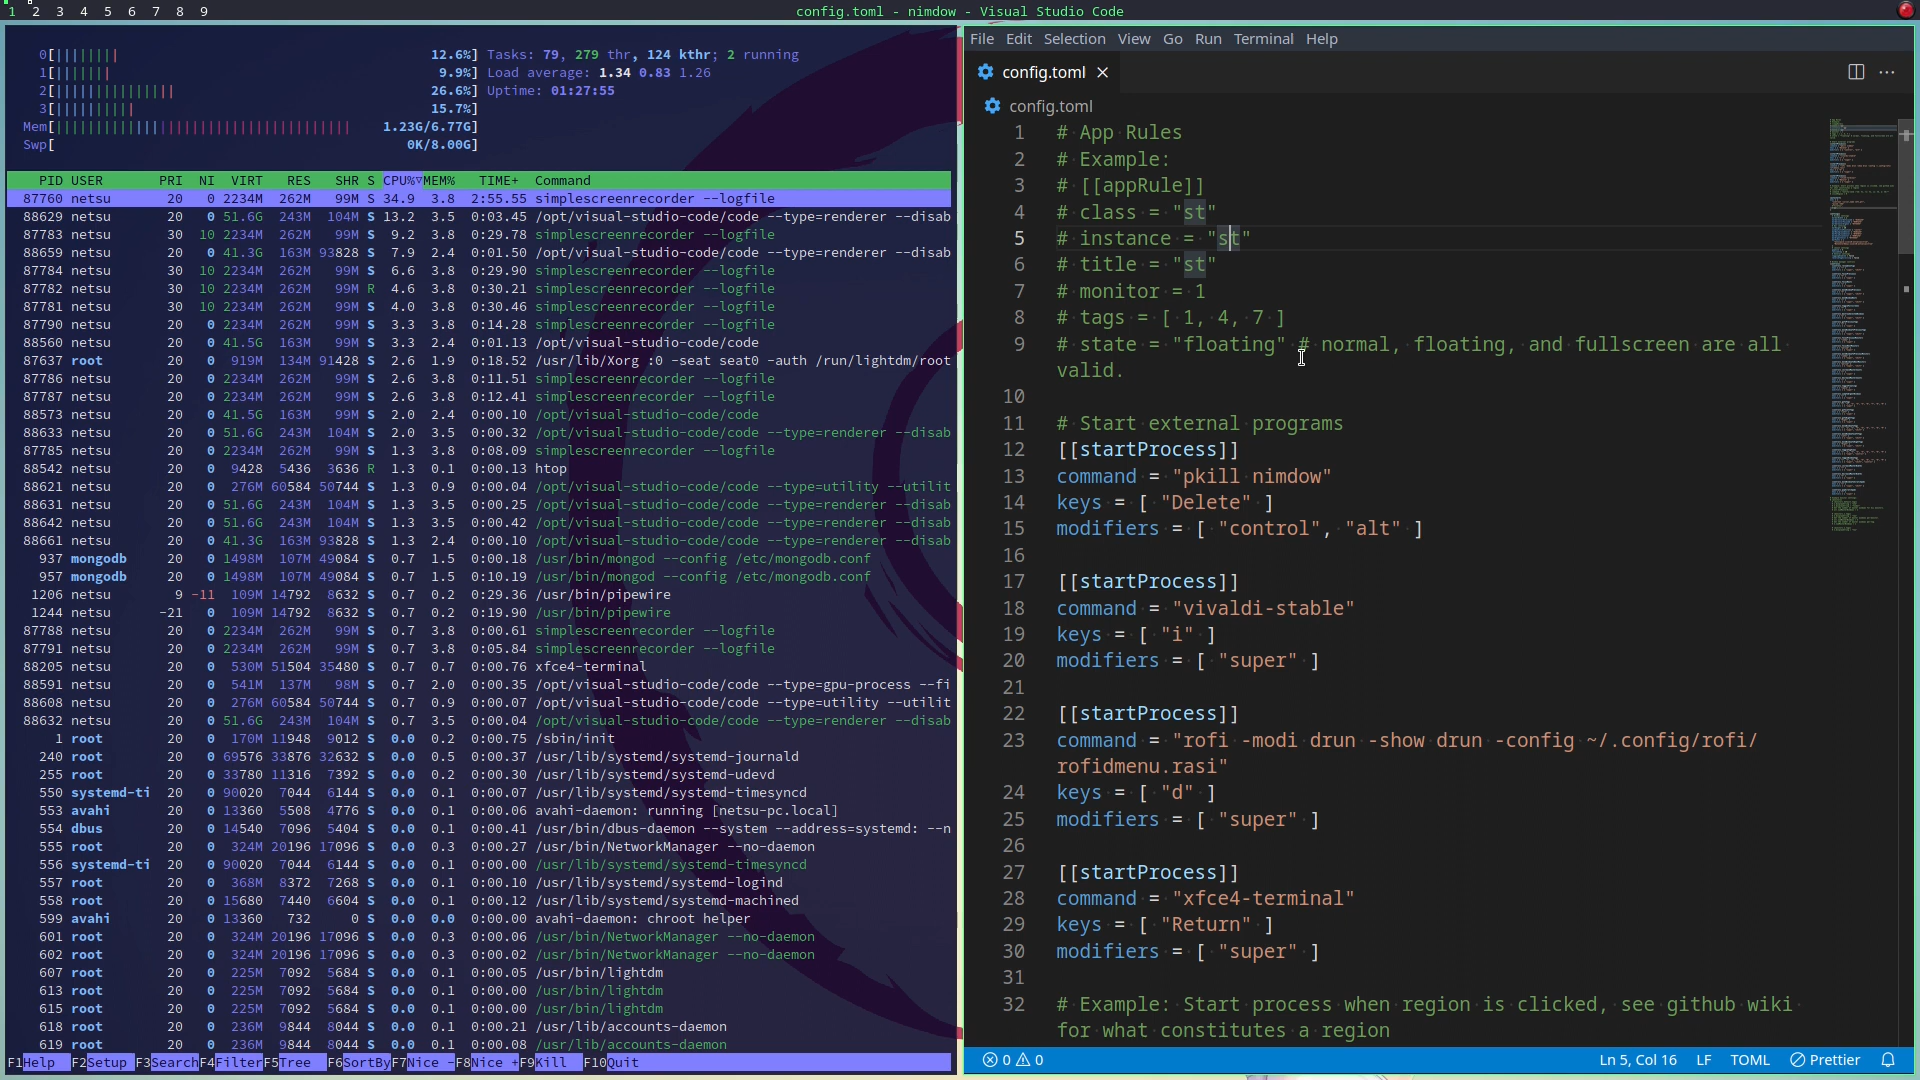 1 2 3 4 5 6 7 8 9
config.toml - nimdow - Visual Studio Code
0[ 12.6%] Tasks: 79, 279 thr, 124 kthr; 2 running
1[ 9.9%] Load average: 1.34 0.83 1.26
2[ 26.6%] Uptime: 01:27:55
3[ 15.7%]
Mem[ 1.23G/6.77G]
Swp[ 0K/8.00G]
PID USER PRI NI VIRT RES SHR S CPU%▽MEM% TIME+ Command
87760 netsu 20 0 2234M 262M 99M S 34.9 3.8 2:55.55 simplescreenrecorder --logfile
88629 netsu 20 0 51.6G 243M 104M S 13.2 3.5 0:03.45 /opt/visual-studio-code/code --type=renderer --disab
87783 netsu 30 10 2234M 262M 99M S 9.2 3.8 0:29.78 simplescreenrecorder --logfile
88659 netsu 20 0 41.3G 163M 93828 S 7.9 2.4 0:01.50 /opt/visual-studio-code/code --type=renderer --disab
87784 netsu 30 10 2234M 262M 99M S 6.6 3.8 0:29.90 simplescreenrecorder --logfile
87782 netsu 30 10 2234M 262M 99M R 4.6 3.8 0:30.21 simplescreenrecorder --logfile
87781 netsu 30 10 2234M 262M 99M S 4.0 3.8 0:30.46 simplescreenrecorder --logfile
87790 netsu 20 0 2234M 262M 99M S 3.3 3.8 0:14.28 simplescreenrecorder --logfile
88560 netsu 20 0 41.5G 163M 99M S 3.3 2.4 0:01.13 /opt/visual-studio-code/code
87637 root 20 0 919M 134M 91428 S 2.6 1.9 0:18.52 /usr/lib/Xorg :0 -seat seat0 -auth /run/lightdm/root
87786 netsu 20 0 2234M 262M 99M S 2.6 3.8 0:11.51 simplescreenrecorder --logfile
87787 netsu 20 0 2234M 262M 99M S 2.6 3.8 0:12.41 simplescreenrecorder --logfile
88573 netsu 20 0 41.5G 163M 99M S 2.0 2.4 0:00.10 /opt/visual-studio-code/code
88633 netsu 20 0 51.6G 243M 104M S 2.0 3.5 0:00.32 /opt/visual-studio-code/code --type=renderer --disab
87785 netsu 20 0 2234M 262M 99M S 1.3 3.8 0:08.09 simplescreenrecorder --logfile
88542 netsu 20 0 9428 5436 3636 R 1.3 0.1 0:00.13 htop
88621 netsu 20 0 276M 60584 50744 S 1.3 0.9 0:00.04 /opt/visual-studio-code/code --type=utility --utilit
88631 netsu 20 0 51.6G 243M 104M S 1.3 3.5 0:00.25 /opt/visual-studio-code/code --type=renderer --disab
88642 netsu 20 0 51.6G 243M 104M S 1.3 3.5 0:00.42 /opt/visual-studio-code/code --type=renderer --disab
88661 netsu 20 0 41.3G 163M 93828 S 1.3 2.4 0:00.10 /opt/visual-studio-code/code --type=renderer --disab
937 mongodb 20 0 1498M 107M 49084 S 0.7 1.5 0:00.18 /usr/bin/mongod --config /etc/mongodb.conf
957 mongodb 20 0 1498M 107M 49084 S 0.7 1.5 0:10.19 /usr/bin/mongod --config /etc/mongodb.conf
1206 netsu 9 -11 109M 14792 8632 S 0.7 0.2 0:29.36 /usr/bin/pipewire
1244 netsu -21 0 109M 14792 8632 S 0.7 0.2 0:19.90 /usr/bin/pipewire
87788 netsu 20 0 2234M 262M 99M S 0.7 3.8 0:00.61 simplescreenrecorder --logfile
87791 netsu 20 0 2234M 262M 99M S 0.7 3.8 0:05.84 simplescreenrecorder --logfile
88205 netsu 20 0 530M 51504 35480 S 0.7 0.7 0:00.76 xfce4-terminal
88591 netsu 20 0 541M 137M 98M S 0.7 2.0 0:00.35 /opt/visual-studio-code/code --type=gpu-process --fi
88608 netsu 20 0 276M 60584 50744 S 0.7 0.9 0:00.07 /opt/visual-studio-code/code --type=utility --utilit
88632 netsu 20 0 51.6G 243M 104M S 0.7 3.5 0:00.04 /opt/visual-studio-code/code --type=renderer --disab
1 root 20 0 170M 11948 9012 S 0.0 0.2 0:00.75 /sbin/init
240 root 20 0 69576 33876 32632 S 0.0 0.5 0:00.37 /usr/lib/systemd/systemd-journald
255 root 20 0 33780 11316 7392 S 0.0 0.2 0:00.30 /usr/lib/systemd/systemd-udevd
550 systemd-ti 20 0 90020 7044 6144 S 0.0 0.1 0:00.07 /usr/lib/systemd/systemd-timesyncd
553 avahi 20 0 13360 5508 4776 S 0.0 0.1 0:00.06 avahi-daemon: running [netsu-pc.local]
554 dbus 20 0 14540 7096 5404 S 0.0 0.1 0:00.41 /usr/bin/dbus-daemon --system --address=systemd: --n
555 root 20 0 324M 20196 17096 S 0.0 0.3 0:00.27 /usr/bin/NetworkManager --no-daemon
556 systemd-ti 20 0 90020 7044 6144 S 0.0 0.1 0:00.00 /usr/lib/systemd/systemd-timesyncd
557 root 20 0 368M 8372 7268 S 0.0 0.1 0:00.10 /usr/lib/systemd/systemd-logind
558 root 20 0 15680 7440 6604 S 0.0 0.1 0:00.12 /usr/lib/systemd/systemd-machined
599 avahi 20 0 13360 732 0 S 0.0 0.0 0:00.00 avahi-daemon: chroot helper
601 root 20 0 324M 20196 17096 S 0.0 0.3 0:00.06 /usr/bin/NetworkManager --no-daemon
602 root 20 0 324M 20196 17096 S 0.0 0.3 0:00.02 /usr/bin/NetworkManager --no-daemon
607 root 20 0 225M 7092 5684 S 0.0 0.1 0:00.05 /usr/bin/lightdm
613 root 20 0 225M 7092 5684 S 0.0 0.1 0:00.00 /usr/bin/lightdm
615 root 20 0 225M 7092 5684 S 0.0 0.1 0:00.00 /usr/bin/lightdm
618 root 20 0 236M 9844 8044 S 0.0 0.1 0:00.21 /usr/lib/accounts-daemon
619 root 20 0 236M 9844 8044 S 0.0 0.1 0:00.08 /usr/lib/accounts-daemon
F1Help F2Setup F3SearchF4FilterF5Tree F6SortByF7Nice -F8Nice +F9Kill F10Quit
File Edit Selection View Go Run Terminal Help
config.toml
config.toml
1 # App Rules
2 # Example:
3 # [[appRule]]
4 # class = "st"
5 # instance = "st"
6 # title = "st"
7 # monitor = 1
8 # tags = [ 1, 4, 7 ]
9 # state = "floating" # normal, floating, and fullscreen are all
valid.
10
11 # Start external programs
12 [[startProcess]]
13 command = "pkill nimdow"
14 keys = [ "Delete" ]
15 modifiers = [ "control", "alt" ]
16
17 [[startProcess]]
18 command = "vivaldi-stable"
19 keys = [ "i" ]
20 modifiers = [ "super" ]
21
22 [[startProcess]]
23 command = "rofi -modi drun -show drun -config ~/.config/rofi/
rofidmenu.rasi"
24 keys = [ "d" ]
25 modifiers = [ "super" ]
26
27 [[startProcess]]
28 command = "xfce4-terminal"
29 keys = [ "Return" ]
30 modifiers = [ "super" ]
31
32 # Example: Start process when region is clicked, see github wiki
for what constitutes a region
0 0 Ln 5, Col 16 LF TOML Prettier